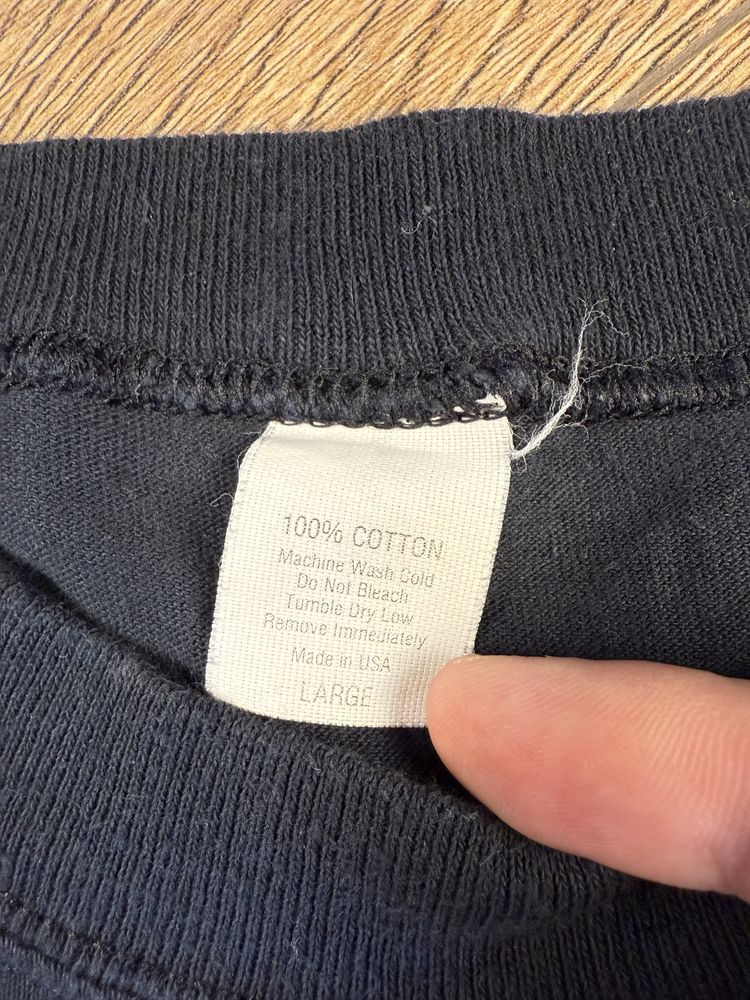 100% COTTON
Machine Wash Cold
Do Not Bleach
Tumble Dry Low
Remove Immediately
Made in USA
LARGE